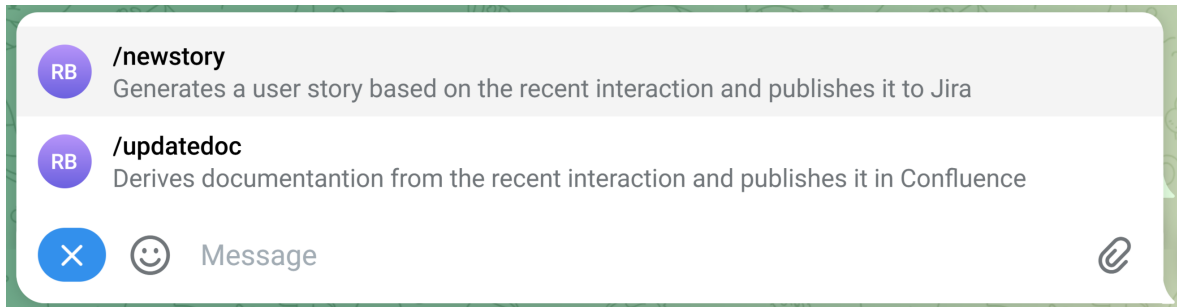 RB
/newstory
Generates a user story based on the recent interaction and publishes it to Jira
RB
/updatedoc
Derives documentantion from the recent interaction and publishes it in Confluence
Message